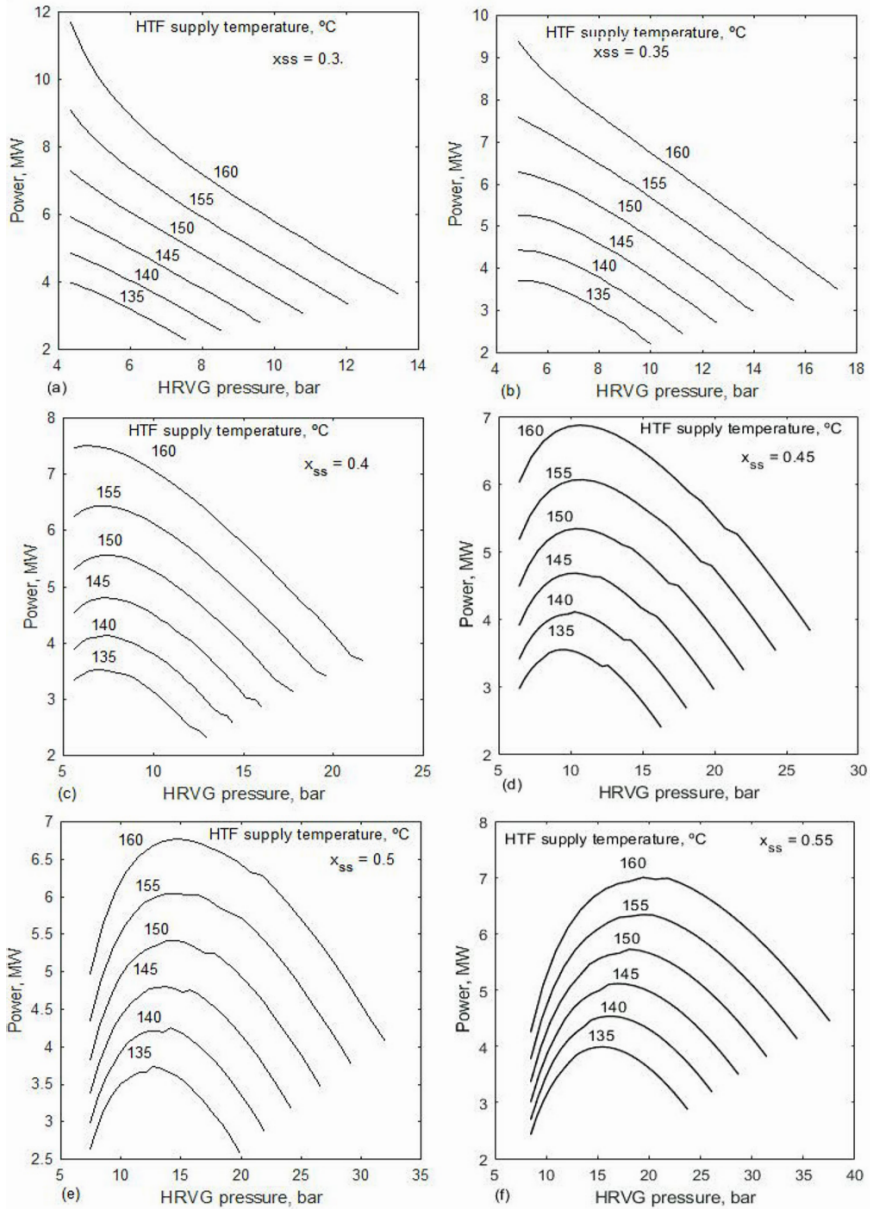 HTF supply temperature, ºC
xss = 0.3.
12
10
8
6
4
2
160
155
150
145
140
135
Power, MW
4 6 8 10 12 14
(a) HRVG pressure, bar
HTF supply temperature, ºC
xss = 0.35
10
9
8
7
6
5
4
3
2
160
155
150
145
140
135
Power, MW
4 6 8 10 12 14 16 18
(b) HRVG pressure, bar
HTF supply temperature, ºC
xss = 0.4
8
7
6
5
4
3
2
160
155
150
145
140
135
Power, MW
5 10 15 20 25
(c) HRVG pressure, bar
HTF supply temperature, ºC
xss = 0.45
7
6
5
4
3
2
160
155
150
145
140
135
Power, MW
5 10 15 20 25 30
(d) HRVG pressure, bar
HTF supply temperature, ºC
xss = 0.5
7
6.5
6
5.5
5
4.5
4
3.5
3
2.5
160
155
150
145
140
135
Power, MW
5 10 15 20 25 30 35
(e) HRVG pressure, bar
HTF supply temperature, ºC
xss = 0.55
8
7
6
5
4
3
2
160
155
150
145
140
135
Power, MW
5 10 15 20 25 30 35 40
(f) HRVG pressure, bar